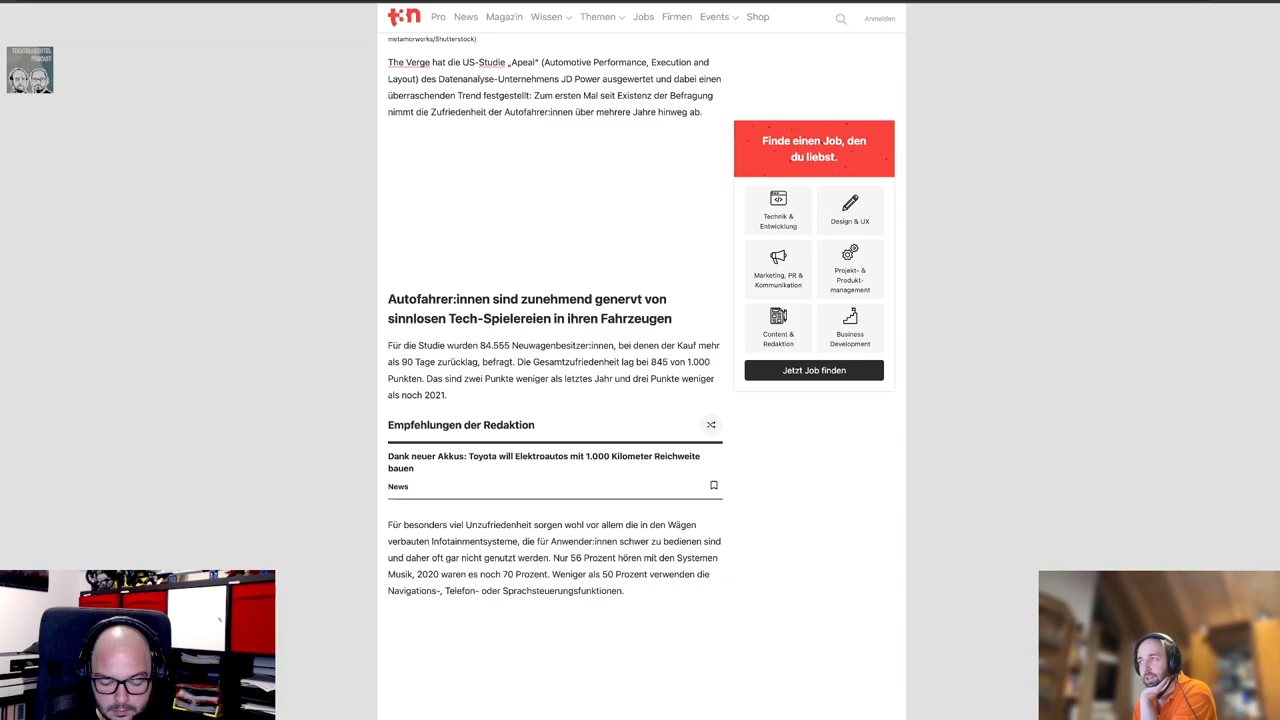 t3n Pro News Magazin Wissen Themen Jobs Firmen Events Shop Anmelden
metamorworks/Shutterstock)
TECHTELMECHTEL
PODCAST
The Verge hat die US-Studie „Apeal“ (Automotive Performance, Execution and
Layout) des Datenanalyse-Unternehmens JD Power ausgewertet und dabei einen
überraschenden Trend festgestellt: Zum ersten Mal seit Existenz der Befragung
nimmt die Zufriedenheit der Autofahrer:innen über mehrere Jahre hinweg ab.
Autofahrer:innen sind zunehmend genervt von
sinnlosen Tech-Spielereien in ihren Fahrzeugen
Für die Studie wurden 84.555 Neuwagenbesitzer:innen, bei denen der Kauf mehr
als 90 Tage zurücklag, befragt. Die Gesamtzufriedenheit lag bei 845 von 1.000
Punkten. Das sind zwei Punkte weniger als letztes Jahr und drei Punkte weniger
als noch 2021.
Empfehlungen der Redaktion
Dank neuer Akkus: Toyota will Elektroautos mit 1.000 Kilometer Reichweite
bauen
News
Für besonders viel Unzufriedenheit sorgen wohl vor allem die in den Wägen
verbauten Infotainmentsysteme, die für Anwender:innen schwer zu bedienen sind
und daher oft gar nicht genutzt werden. Nur 56 Prozent hören mit den Systemen
Musik, 2020 waren es noch 70 Prozent. Weniger als 50 Prozent verwenden die
Navigations-, Telefon- oder Sprachsteuerungsfunktionen.
Finde einen Job, den
du liebst.
Technik &
Entwicklung
Design & UX
Marketing, PR &
Kommunikation
Projekt- &
Produkt-
management
Content &
Redaktion
Business
Development
Jetzt Job finden